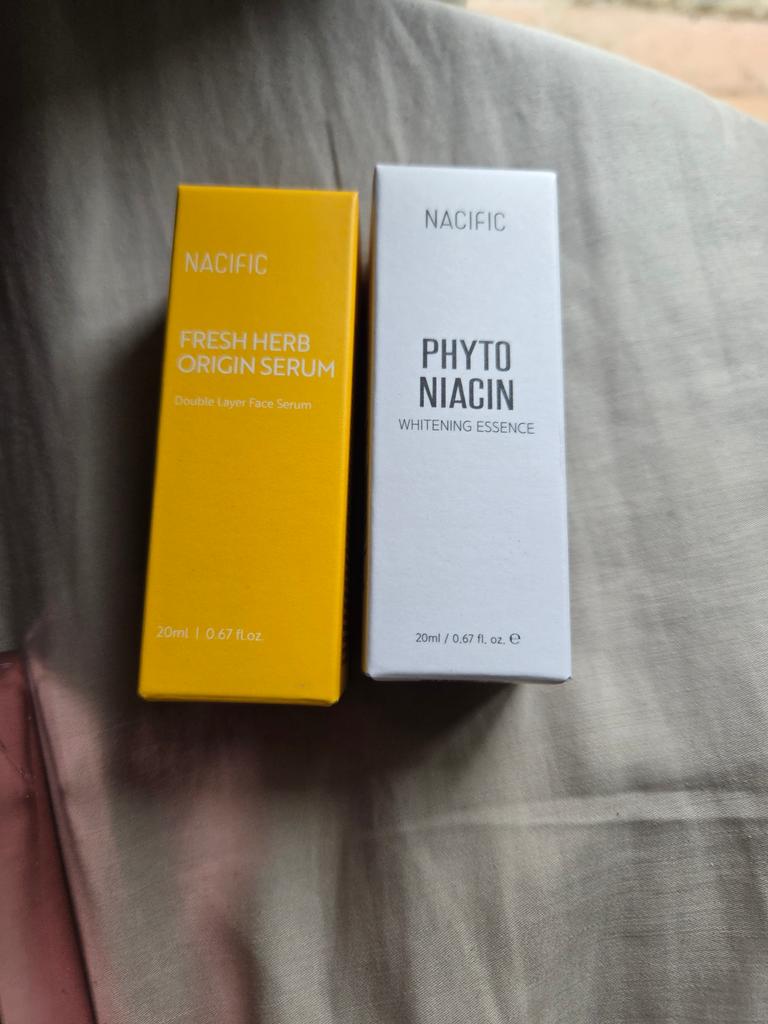 NACIFIC
FRESH HERB
ORIGIN SERUM
Double Layer Face Serum
20ml | 0.67 fl.oz.
NACIFIC
PHYTO
NIACIN
WHITENING ESSENCE
20ml / 0.67 fl. oz. ℮